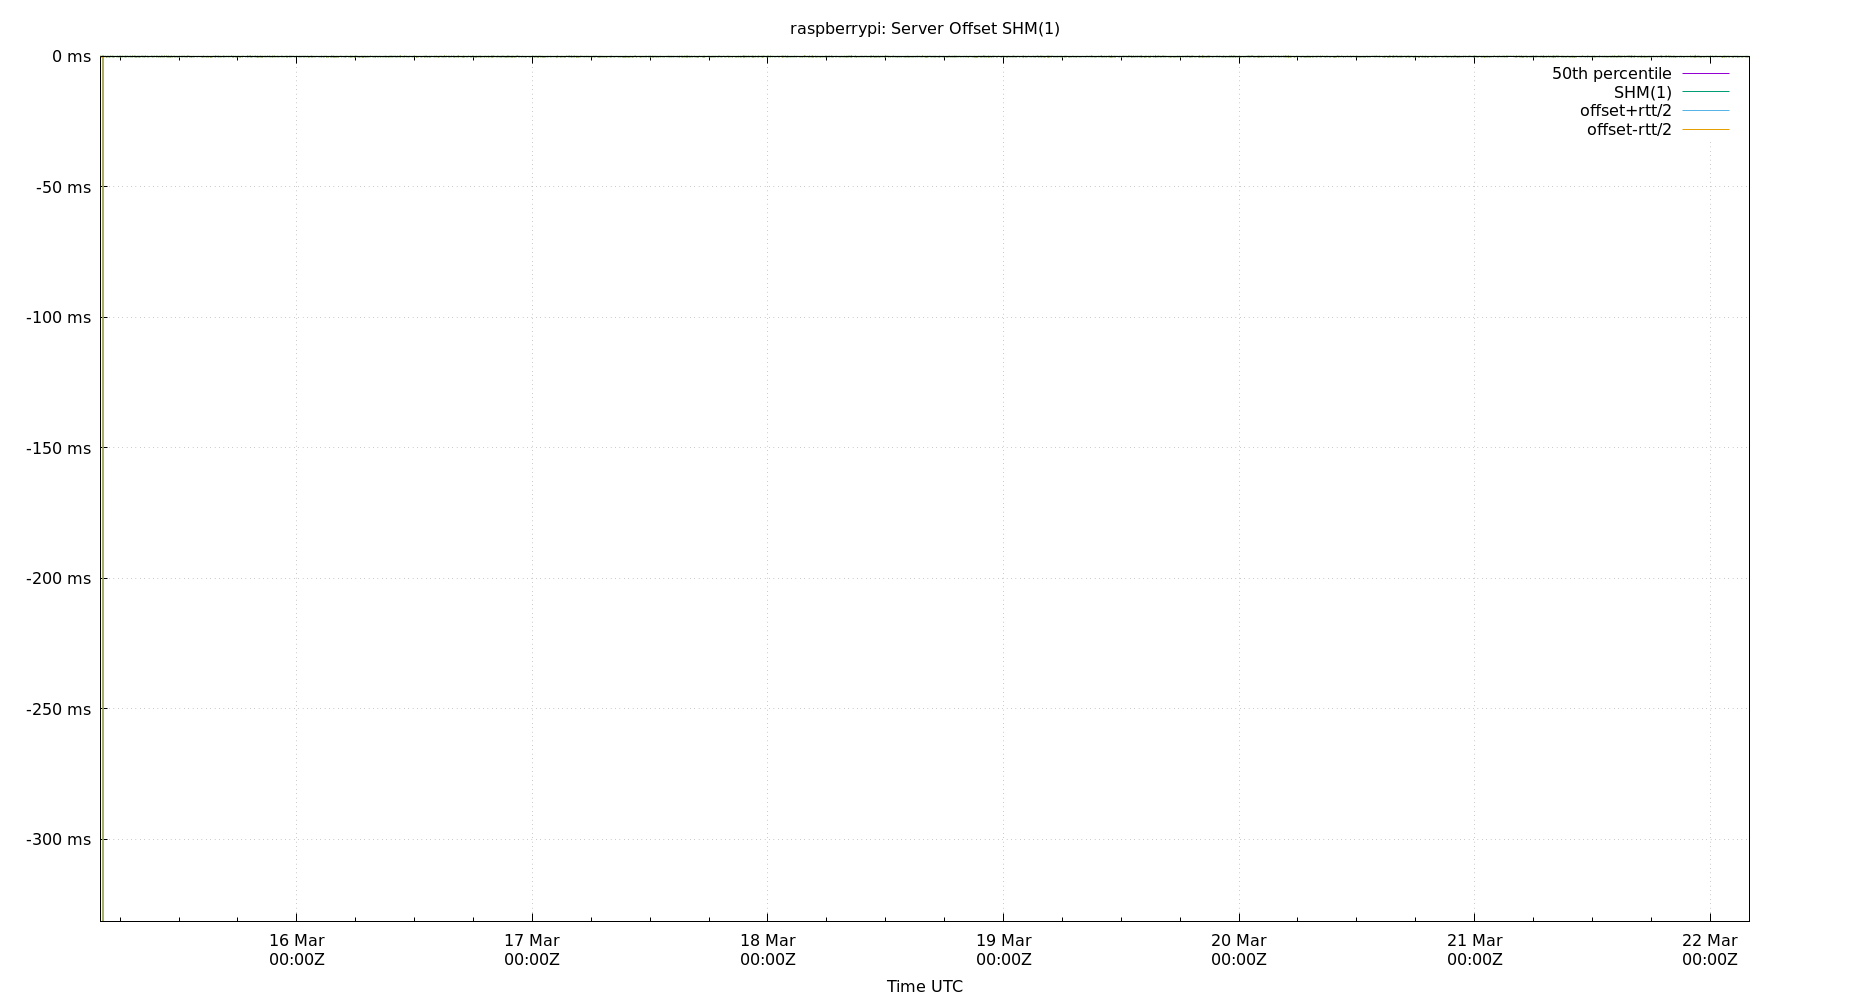 raspberrypi: Server Offset SHM(1)
0 ms
50th percentile
SHM(1)
offset+rtt/2
offset-rtt/2
-50 ms
-100 ms
-150 ms
-200 ms
-250 ms
-300 ms
16 Mar 17 Mar 18 Mar 19 Mar 20 Mar 21 Mar 22 Mar
00:00Z 00:00Z 00:00Z 00:00Z 00:00Z 00:00Z 00:00Z
Time UTC